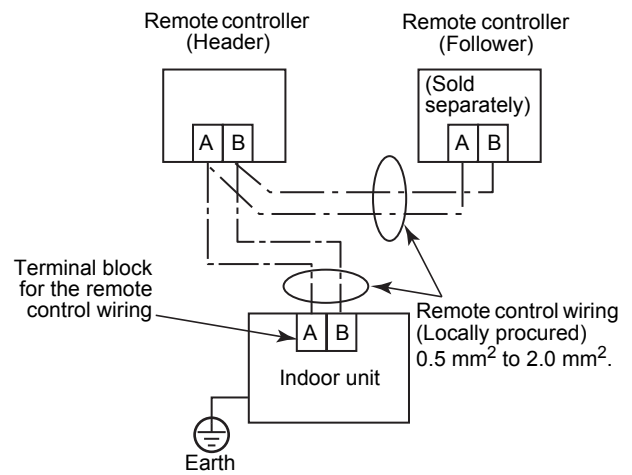 Remote controller
(Header)
Remote controller
(Follower)
(Sold
separately)
A B
A B
Terminal block
for the remote
control wiring
A B
Indoor unit
Remote control wiring
(Locally procured)
0.5 mm² to 2.0 mm².
Earth